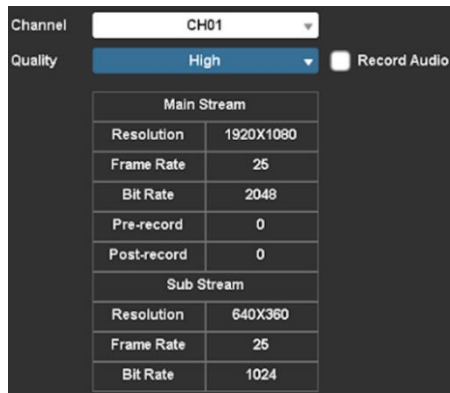 Channel CH01
Quality High Record Audio
Main Stream
Resolution 1920X1080
Frame Rate 25
Bit Rate 2048
Pre-record 0
Post-record 0
Sub Stream
Resolution 640X360
Frame Rate 25
Bit Rate 1024